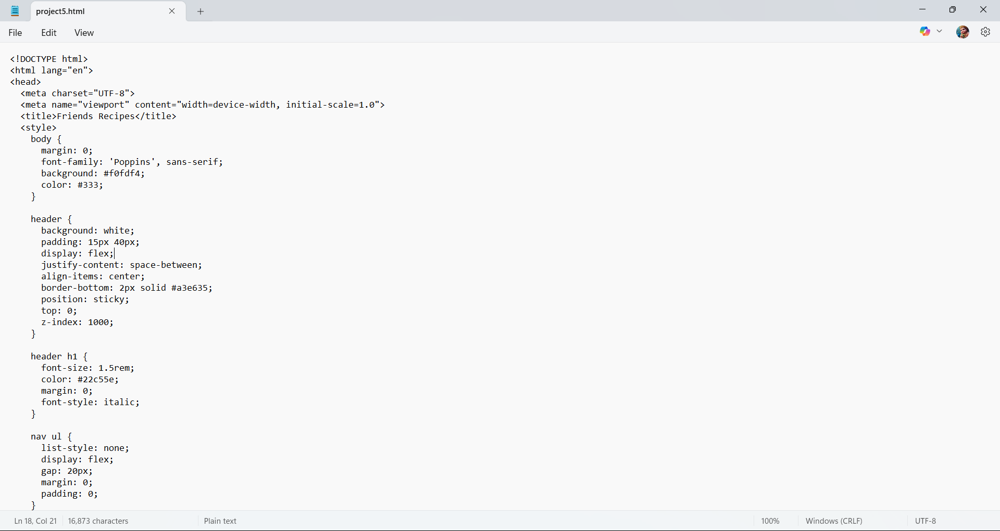 project5.html
File Edit View
<!DOCTYPE html>
<html lang="en">
<head>
  <meta charset="UTF-8">
  <meta name="viewport" content="width=device-width, initial-scale=1.0">
  <title>Friends Recipes</title>
  <style>
    body {
      margin: 0;
      font-family: 'Poppins', sans-serif;
      background: #f0fdf4;
      color: #333;
    }

    header {
      background: white;
      padding: 15px 40px;
      display: flex;
      justify-content: space-between;
      align-items: center;
      border-bottom: 2px solid #a3e635;
      position: sticky;
      top: 0;
      z-index: 1000;
    }

    header h1 {
      font-size: 1.5rem;
      color: #22c55e;
      margin: 0;
      font-style: italic;
    }

    nav ul {
      list-style: none;
      display: flex;
      gap: 20px;
      margin: 0;
      padding: 0;
    }
Ln 18, Col 21 16,873 characters Plain text 100% Windows (CRLF) UTF-8